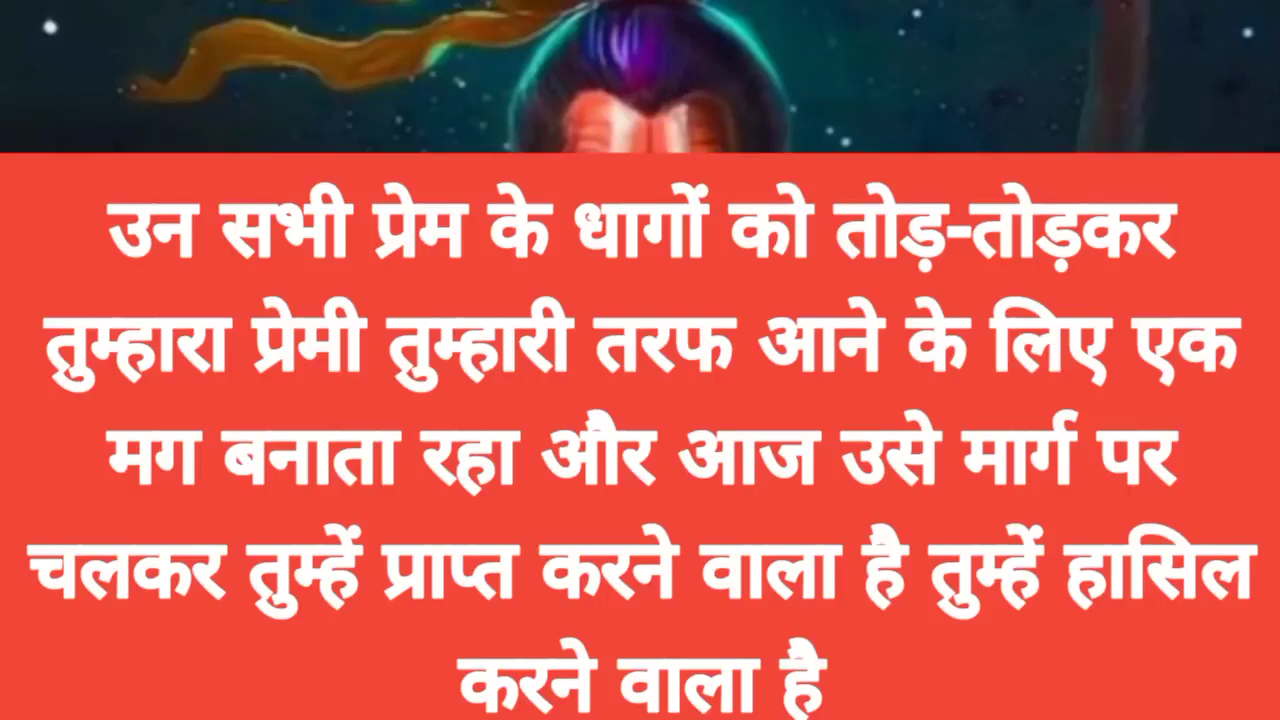 उन सभी प्रेम के धागों को तोड़-तोड़कर
तुम्हारा प्रेमी तुम्हारी तरफ आने के लिए एक
मग बनाता रहा और आज उसे मार्ग पर
चलकर तुम्हें प्राप्त करने वाला है तुम्हें हासिल
करने वाला है